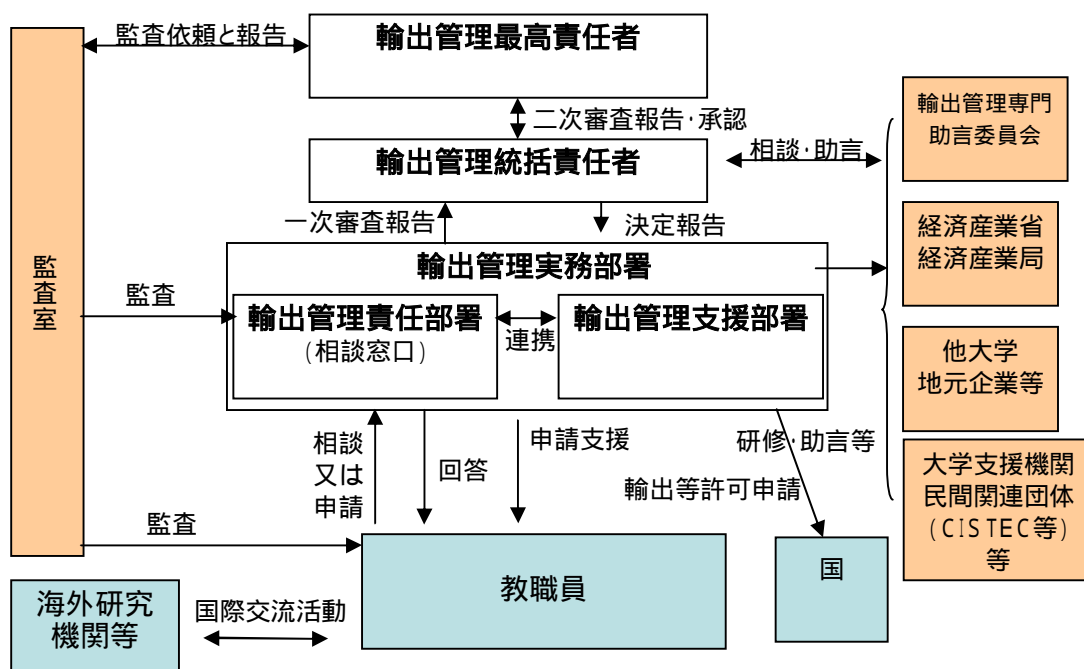 監査依頼と報告
輸出管理最高責任者
二次審査報告･承認
輸出管理専門
助言委員会
輸出管理統括責任者
相談･助言
一次審査報告
決定報告
経済産業省
経済産業局
監査室
輸出管理実務部署
監査
輸出管理責任部署
(相談窓口)
連携
輸出管理支援部署
他大学
地元企業等
相談
又は
申請
回答
申請支援
研修･助言等
輸出等許可申請
大学支援機関
民間関連団体
(CISTEC等)
等
監査
教職員
国
海外研究
機関等
国際交流活動